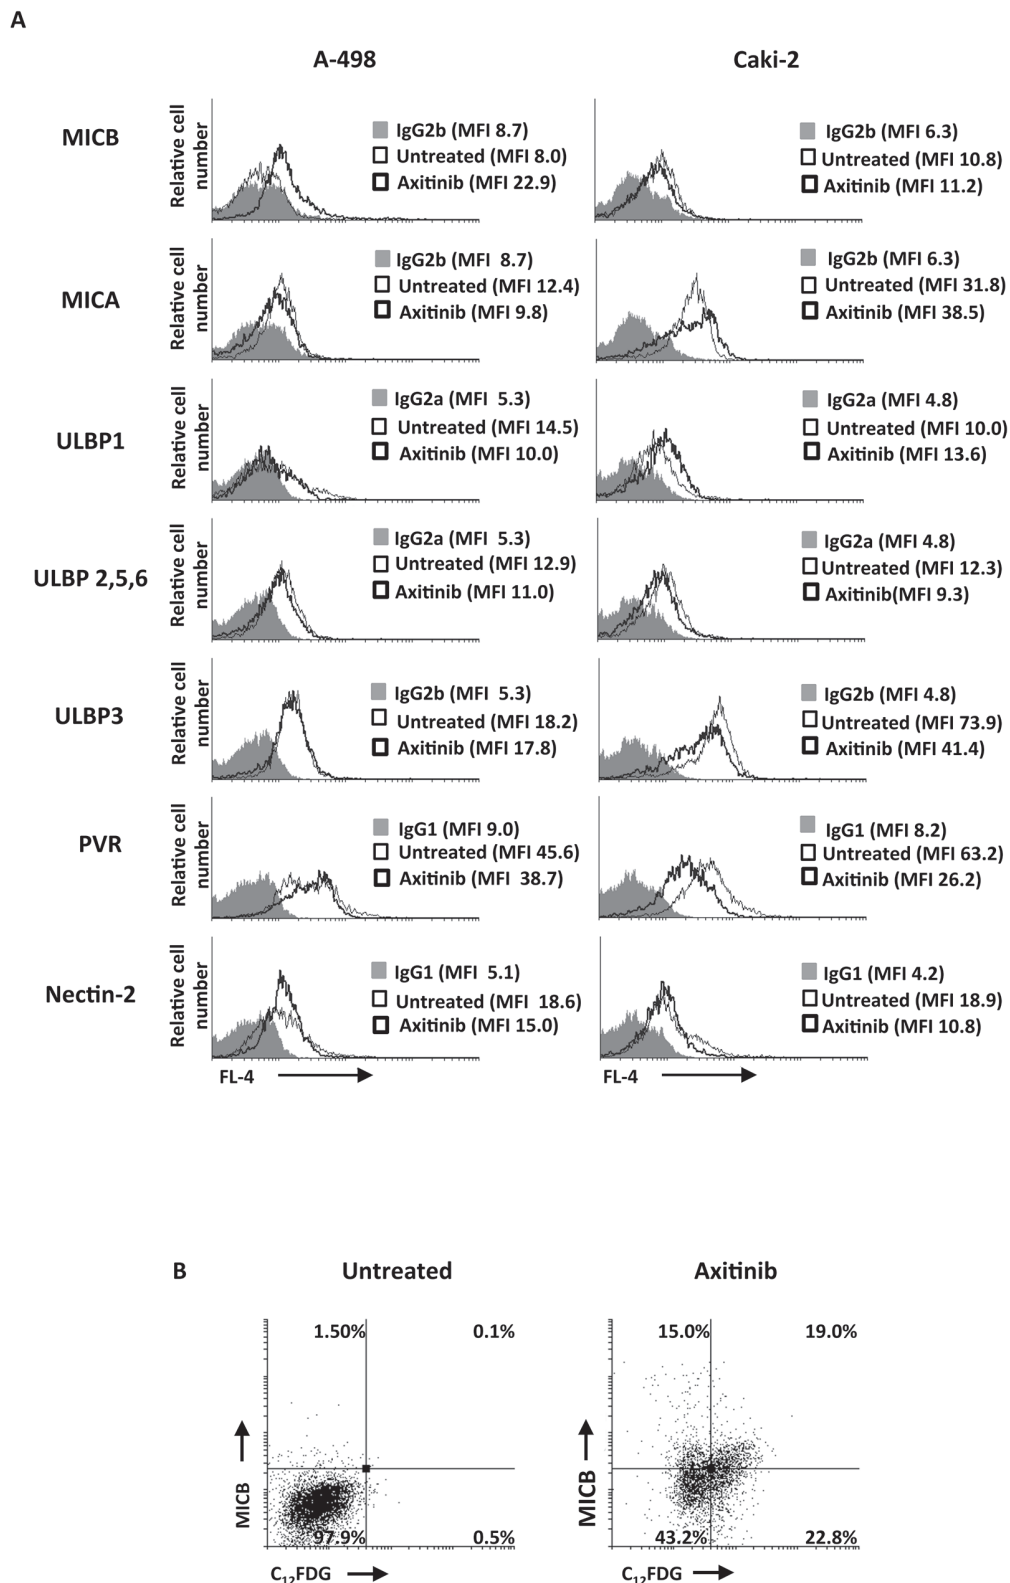 A
A-498
Caki-2
MICB
Relative cell
number
IgG2b (MFI 8.7)
Untreated (MFI 8.0)
Axitinib (MFI 22.9)
IgG2b (MFI 6.3)
Untreated (MFI 10.8)
Axitinib (MFI 11.2)
MICA
Relative cell
number
IgG2b (MFI 8.7)
Untreated (MFI 12.4)
Axitinib (MFI 9.8)
IgG2b (MFI 6.3)
Untreated (MFI 31.8)
Axitinib (MFI 38.5)
ULBP1
Relative cell
number
IgG2a (MFI 5.3)
Untreated (MFI 14.5)
Axitinib (MFI 10.0)
IgG2a (MFI 4.8)
Untreated (MFI 10.0)
Axitinib (MFI 13.6)
ULBP 2,5,6
Relative cell
number
IgG2a (MFI 5.3)
Untreated (MFI 12.9)
Axitinib (MFI 11.0)
IgG2a (MFI 4.8)
Untreated (MFI 12.3)
Axitinib(MFI 9.3)
ULBP3
Relative cell
number
IgG2b (MFI 5.3)
Untreated (MFI 18.2)
Axitinib (MFI 17.8)
IgG2b (MFI 4.8)
Untreated (MFI 73.9)
Axitinib (MFI 41.4)
PVR
Relative cell
number
IgG1 (MFI 9.0)
Untreated (MFI 45.6)
Axitinib (MFI 38.7)
IgG1 (MFI 8.2)
Untreated (MFI 63.2)
Axitinib (MFI 26.2)
Nectin-2
Relative cell
number
IgG1 (MFI 5.1)
Untreated (MFI 18.6)
Axitinib (MFI 15.0)
IgG1 (MFI 4.2)
Untreated (MFI 18.9)
Axitinib (MFI 10.8)
FL-4
FL-4
B
Untreated
Axitinib
1.50%
0.1%
15.0%
19.0%
MICB
MICB
97.9%
0.5%
43.2%
22.8%
C₁₂FDG
C₁₂FDG